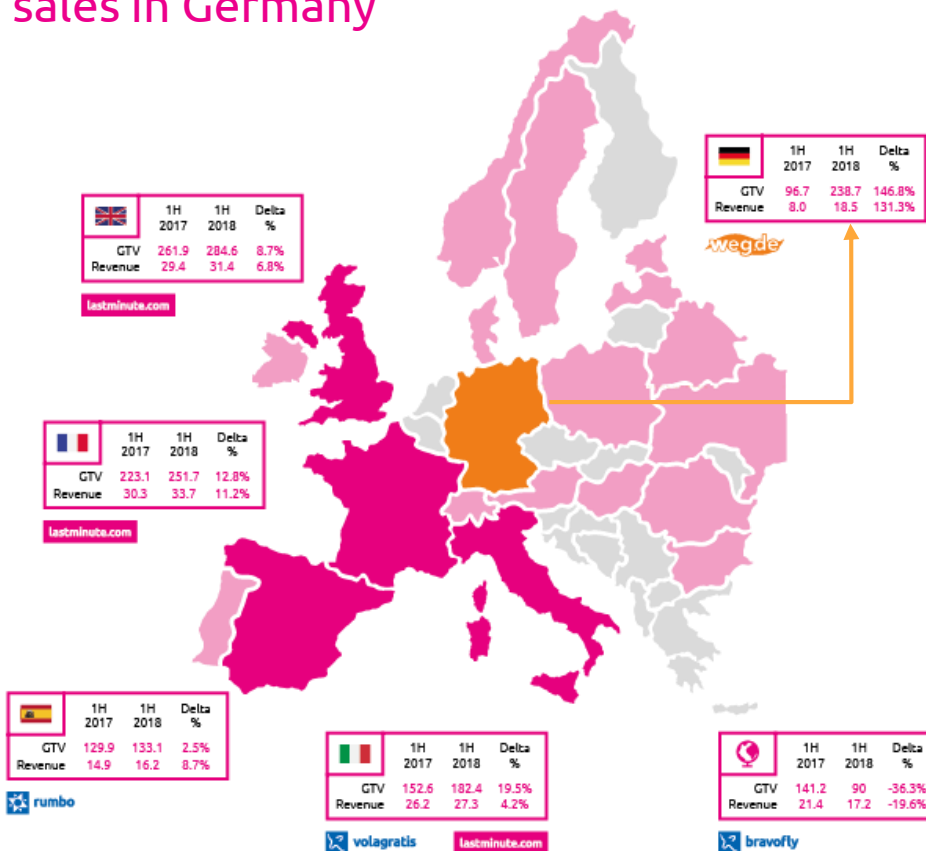 sales in Germany
1H 1H Delta
2017 2018 %
GTV 96.7 238.7 146.8%
Revenue 8.0 18.5 131.3%
weg.de
1H 1H Delta
2017 2018 %
GTV 261.9 284.6 8.7%
Revenue 29.4 31.4 6.8%
lastminute.com
1H 1H Delta
2017 2018 %
GTV 223.1 251.7 12.8%
Revenue 30.3 33.7 11.2%
lastminute.com
1H 1H Delta
2017 2018 %
GTV 129.9 133.1 2.5%
Revenue 14.9 16.2 8.7%
rumbo
1H 1H Delta
2017 2018 %
GTV 152.6 182.4 19.5%
Revenue 26.2 27.3 4.2%
volagratis lastminute.com
1H 1H Delta
2017 2018 %
GTV 141.2 90 -36.3%
Revenue 21.4 17.2 -19.6%
bravofly